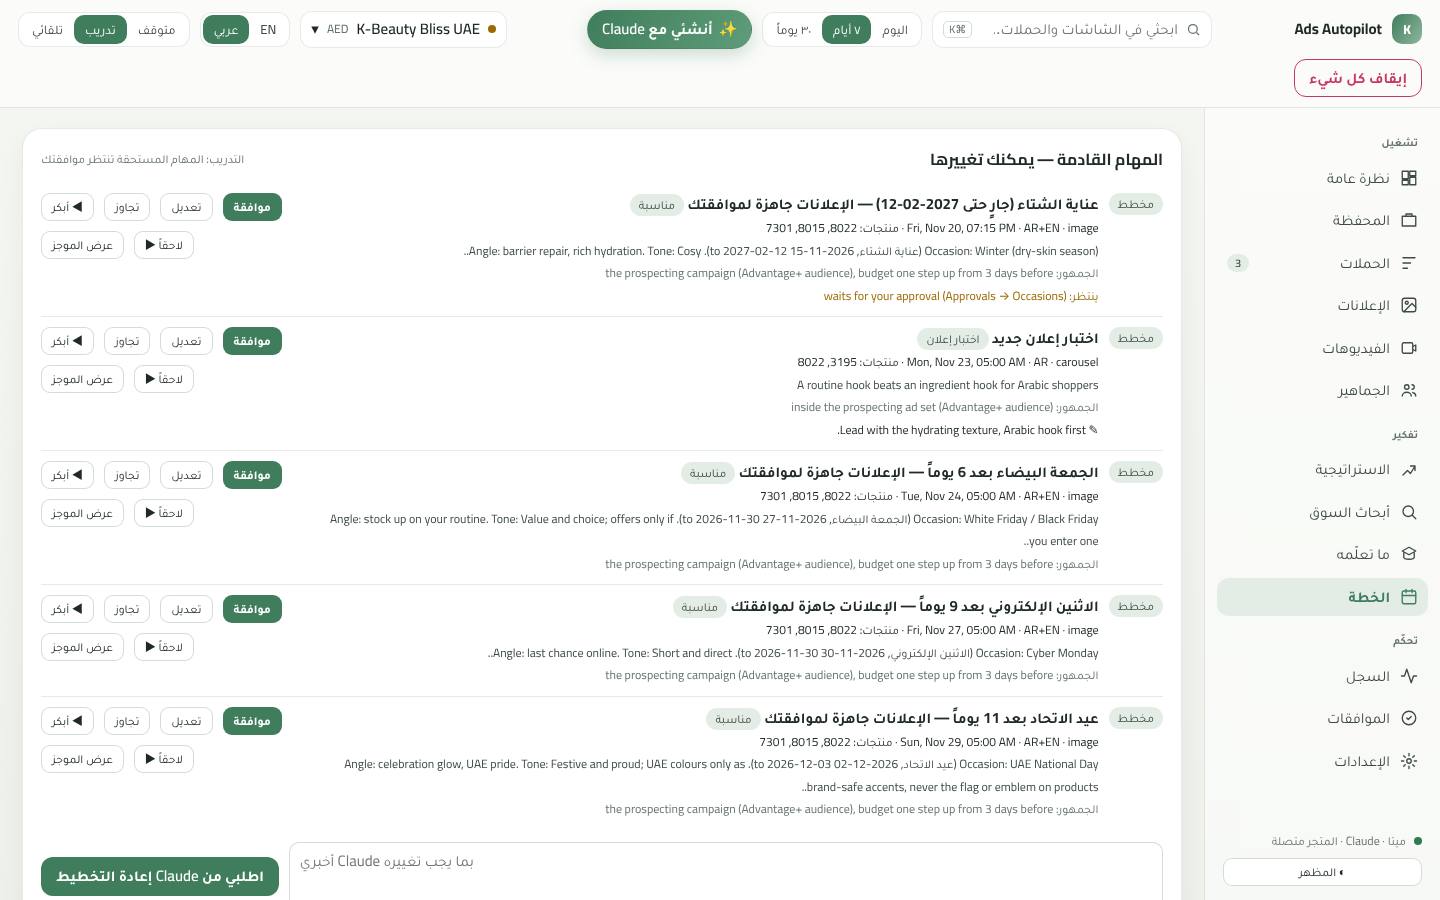 K Ads Autopilot
ابحثي في الشاشات والحملات.. ⌘K
اليوم ٧ أيام ٣٠ يوماً
✨ أنشئي مع Claude
K-Beauty Bliss UAE AED ▼
EN عربي
متوقف تدريب تلقائي
إيقاف كل شيء
تشغيل
نظرة عامة
المحفظة
الحملات 3
الإعلانات
الفيديوهات
الجماهير
تفكير
الاستراتيجية
أبحاث السوق
ما تعلّمه
الخطة
تحكّم
السجل
الموافقات
الإعدادات
ميتا · Claude · المتجر متصلة
المظهر
المهام القادمة — يمكنك تغييرها
التدريب: المهام المستحقة تنتظر موافقتك
مخطط
عناية الشتاء (جارٍ حتى 2027-02-12) — الإعلانات جاهزة لموافقتك مناسبة
Fri, Nov 20, 07:15 PM · AR+EN · image · منتجات: 8022, 8015, 7301
Occasion: Winter (dry-skin season) (عناية الشتاء, 2026-11-15 to 2027-02-12). Angle: barrier repair, rich hydration. Tone: Cosy..
الجمهور: the prospecting campaign (Advantage+ audience), budget one step up from 3 days before
ينتظر: waits for your approval (Approvals → Occasions)
موافقة تعديل تجاوز ◀ أبكر
لاحقاً ▶ عرض الموجز
مخطط
اختبار إعلان جديد اختبار إعلان
Mon, Nov 23, 05:00 AM · AR · carousel · منتجات: 3195, 8022
A routine hook beats an ingredient hook for Arabic shoppers
الجمهور: inside the prospecting ad set (Advantage+ audience)
✎ Lead with the hydrating texture, Arabic hook first.
موافقة تعديل تجاوز ◀ أبكر
لاحقاً ▶ عرض الموجز
مخطط
الجمعة البيضاء بعد 6 يوماً — الإعلانات جاهزة لموافقتك مناسبة
Tue, Nov 24, 05:00 AM · AR+EN · image · منتجات: 8022, 8015, 7301
Occasion: White Friday / Black Friday (الجمعة البيضاء, 2026-11-27 to 2026-11-30). Angle: stock up on your routine. Tone: Value and choice; offers only if
you enter one..
الجمهور: the prospecting campaign (Advantage+ audience), budget one step up from 3 days before
موافقة تعديل تجاوز ◀ أبكر
لاحقاً ▶ عرض الموجز
مخطط
الاثنين الإلكتروني بعد 9 يوماً — الإعلانات جاهزة لموافقتك مناسبة
Fri, Nov 27, 05:00 AM · AR+EN · image · منتجات: 8022, 8015, 7301
Occasion: Cyber Monday (الاثنين الإلكتروني, 2026-11-30 to 2026-11-30). Angle: last chance online. Tone: Short and direct..
الجمهور: the prospecting campaign (Advantage+ audience), budget one step up from 3 days before
موافقة تعديل تجاوز ◀ أبكر
لاحقاً ▶ عرض الموجز
مخطط
عيد الاتحاد بعد 11 يوماً — الإعلانات جاهزة لموافقتك مناسبة
Sun, Nov 29, 05:00 AM · AR+EN · image · منتجات: 8022, 8015, 7301
Occasion: UAE National Day (عيد الاتحاد, 2026-12-02 to 2026-12-03). Angle: celebration glow, UAE pride. Tone: Festive and proud; UAE colours only as
brand-safe accents, never the flag or emblem on products..
الجمهور: the prospecting campaign (Advantage+ audience), budget one step up from 3 days before
موافقة تعديل تجاوز ◀ أبكر
لاحقاً ▶ عرض الموجز
أخبري Claude بما يجب تغييره
اطلبي من Claude إعادة التخطيط